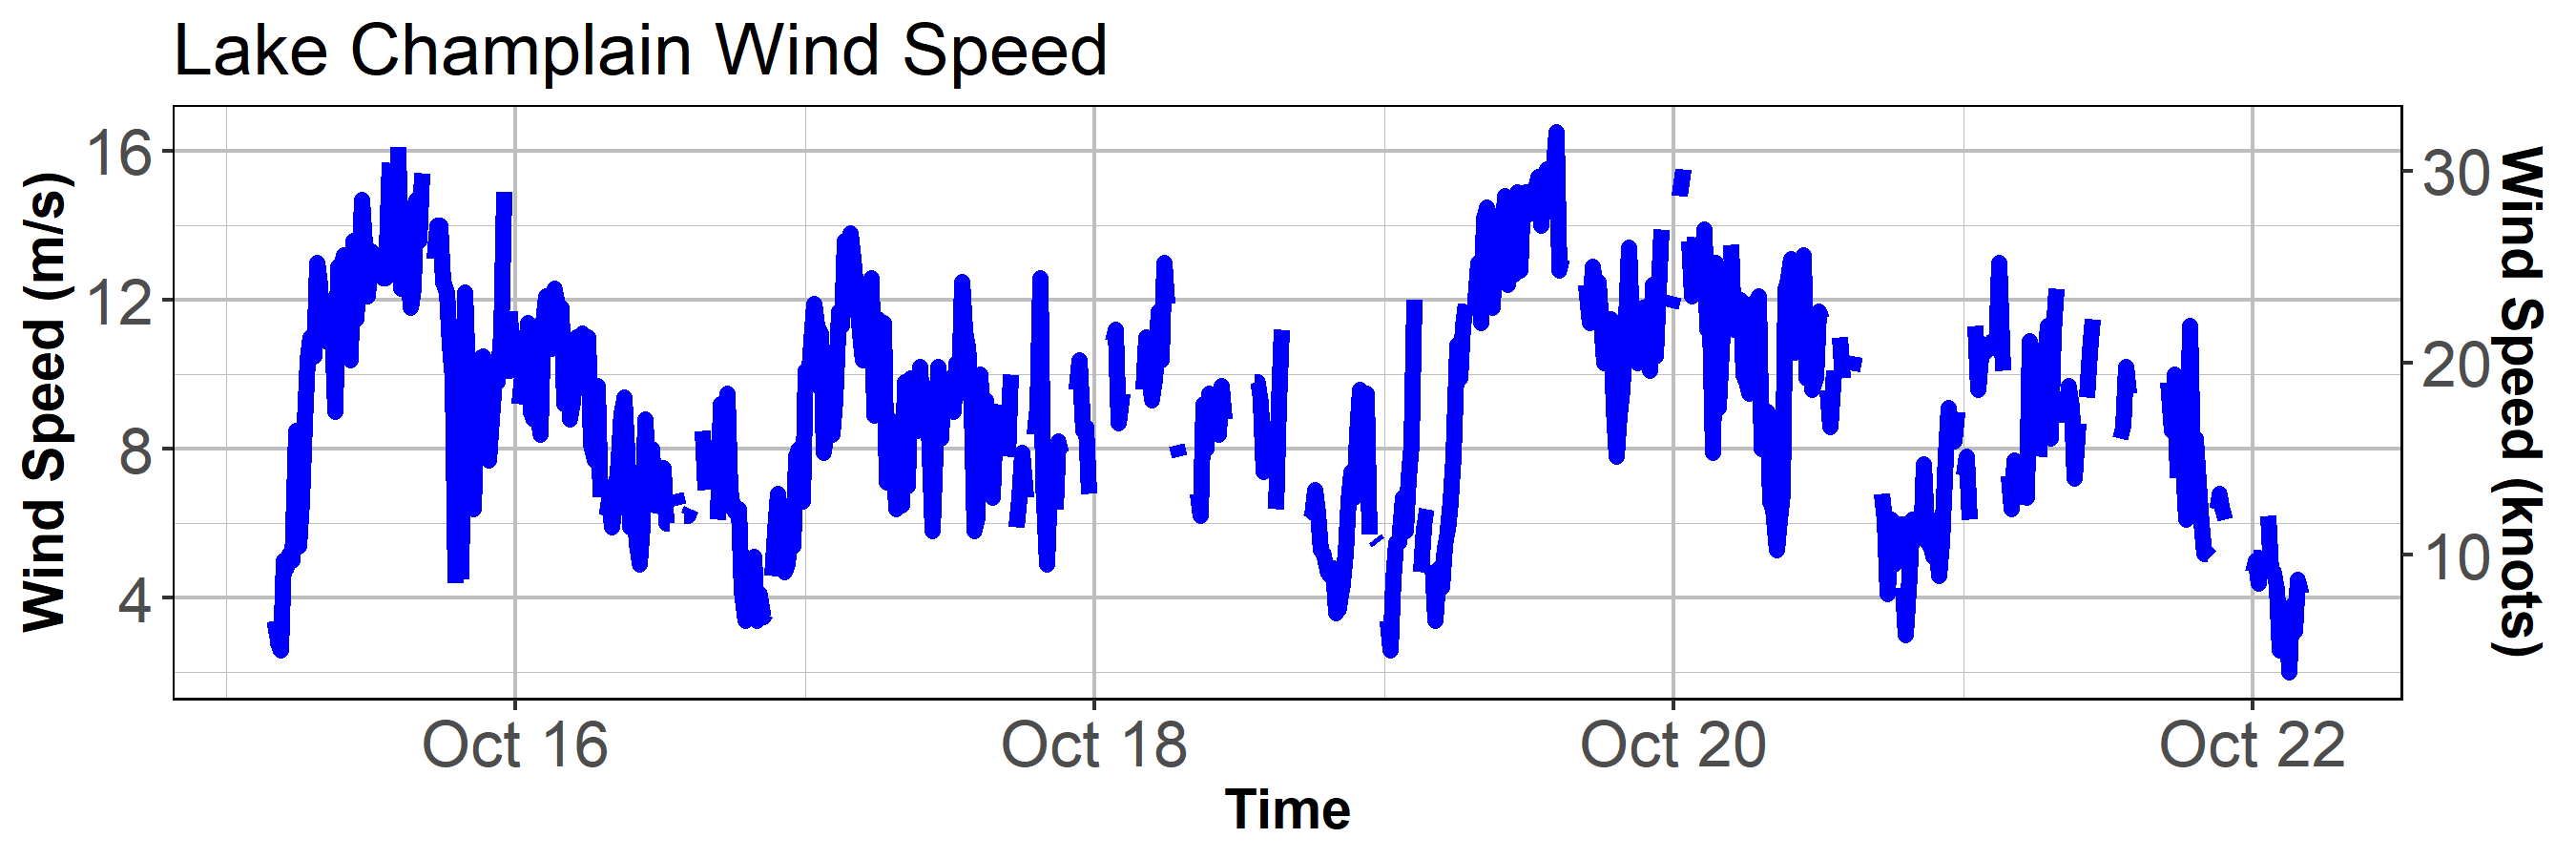 Lake Champlain Wind Speed
Wind Speed (m/s)
16
12
8
4
30
20
10
Wind Speed (knots)
Oct 16
Oct 18
Oct 20
Oct 22
Time